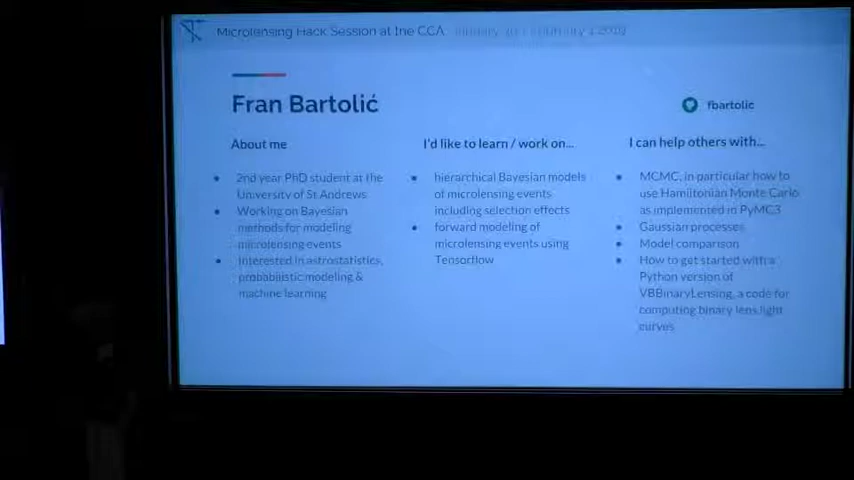 Microlensing Hack Session at the CCA
Fran Bartolić
fbartolic
About me
2nd year PhD student at the
University of St Andrews
Working on Bayesian
methods for modeling
microlensing events
Interested in astrostatistics,
probabilistic modeling &
machine learning
I'd like to learn / work on...
hierarchical Bayesian models
of microlensing events
including selection effects
forward modeling of
microlensing events using
Tensorflow
I can help others with...
MCMC, in particular how to
use Hamiltonian Monte Carlo
as implemented in PyMC3
Gaussian processes
Model comparison
How to get started with a
Python version of
VBBinaryLensing, a code for
computing binary lens light
curves